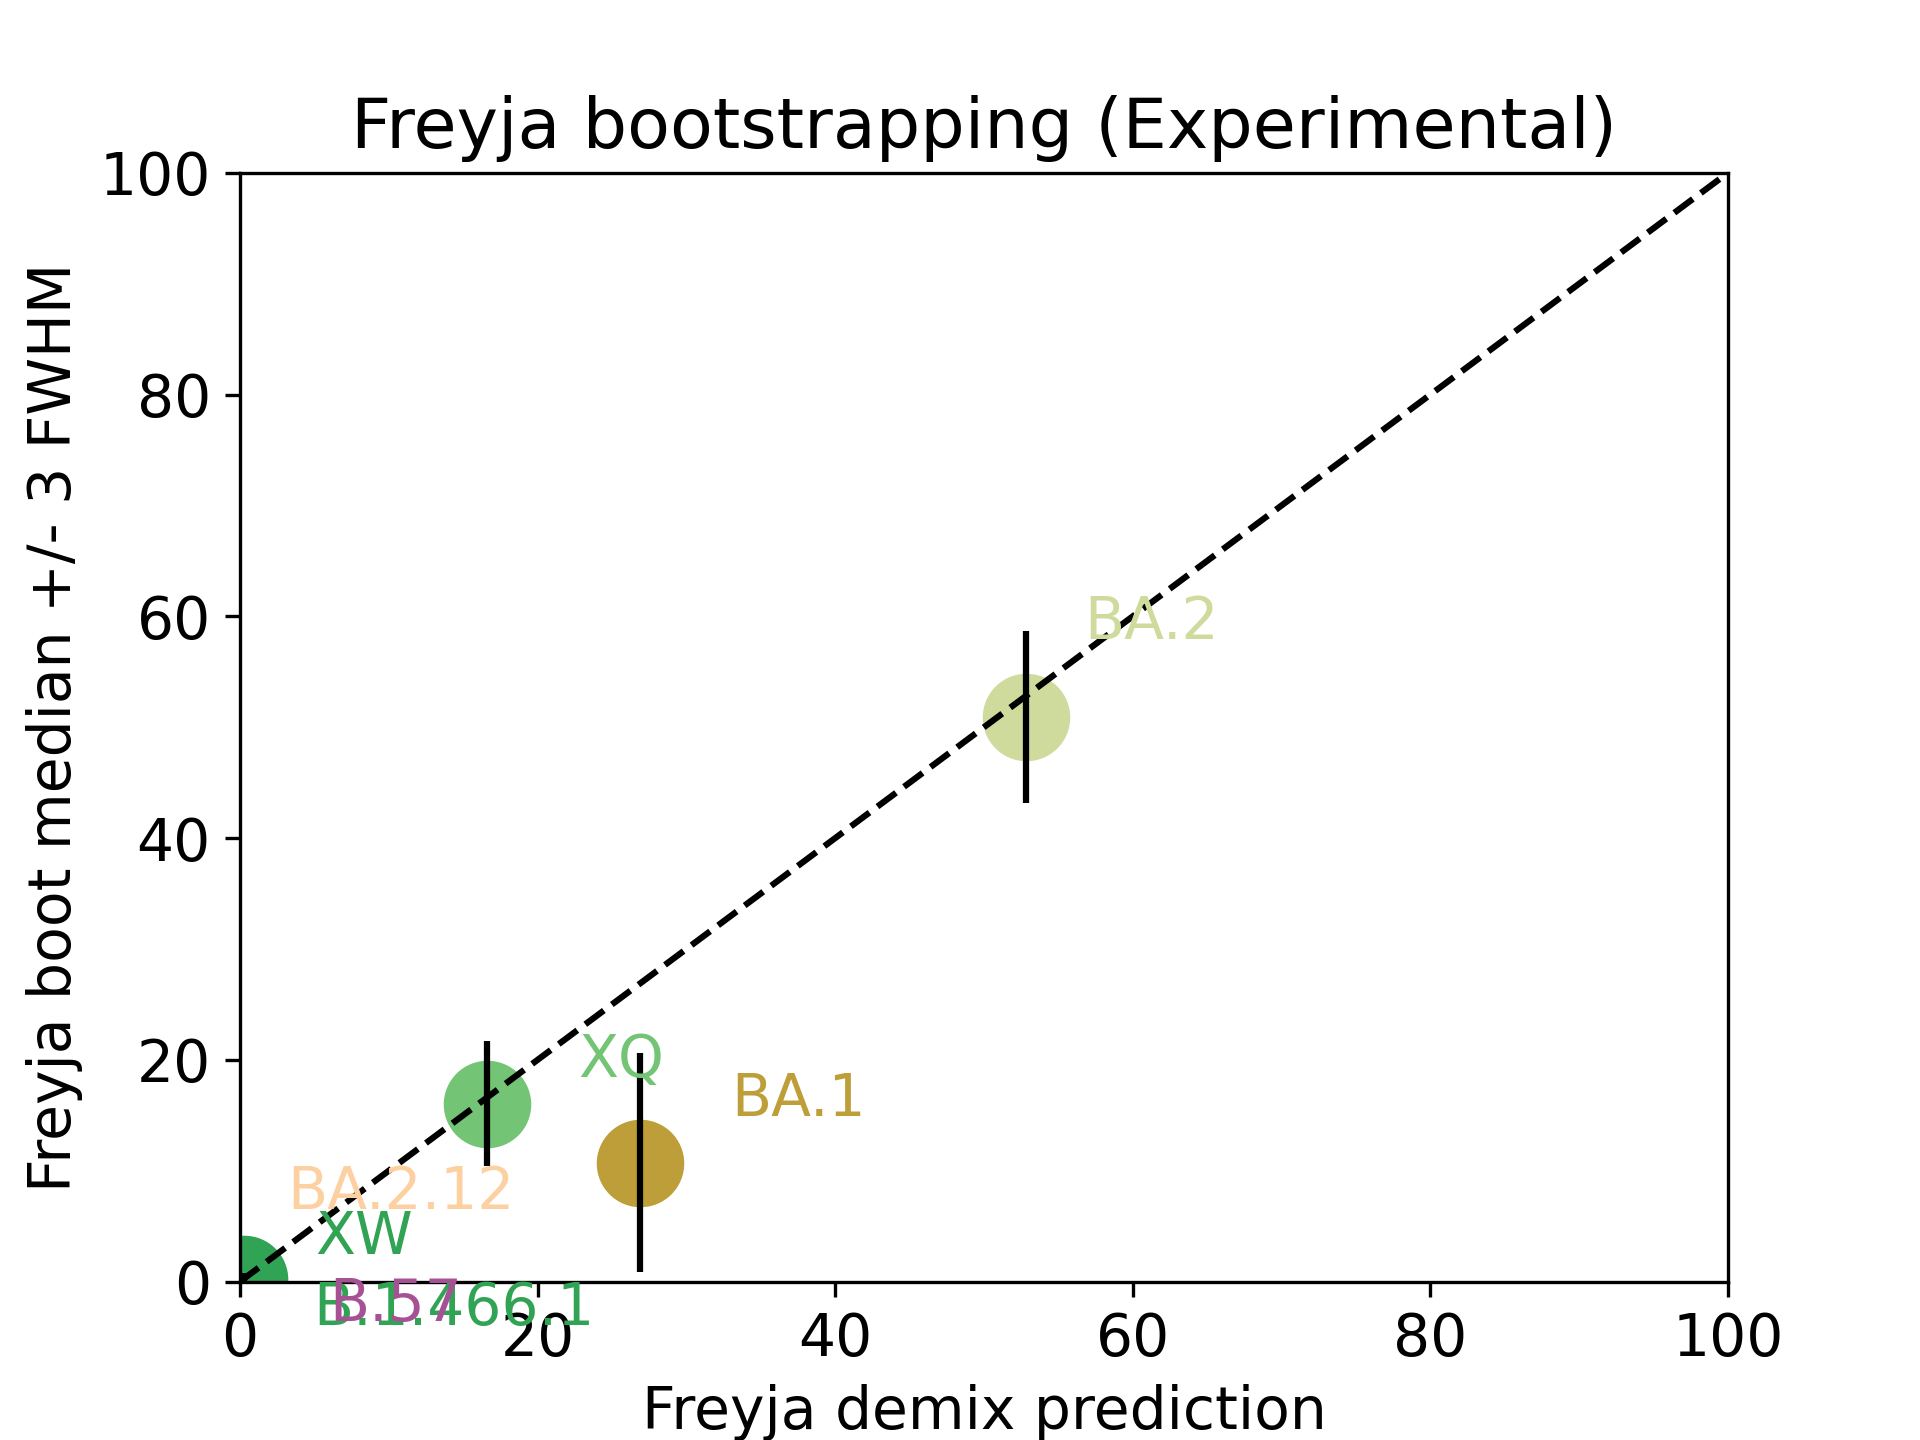 Freyja bootstrapping (Experimental)
100
80
60
40
20
0
Freyja boot median +/- 3 FWHM
BA.2
XQ
BA.1
BA.2.12
XW
B.1.466.1
B.57
0
20
40
60
80
100
Freyja demix prediction